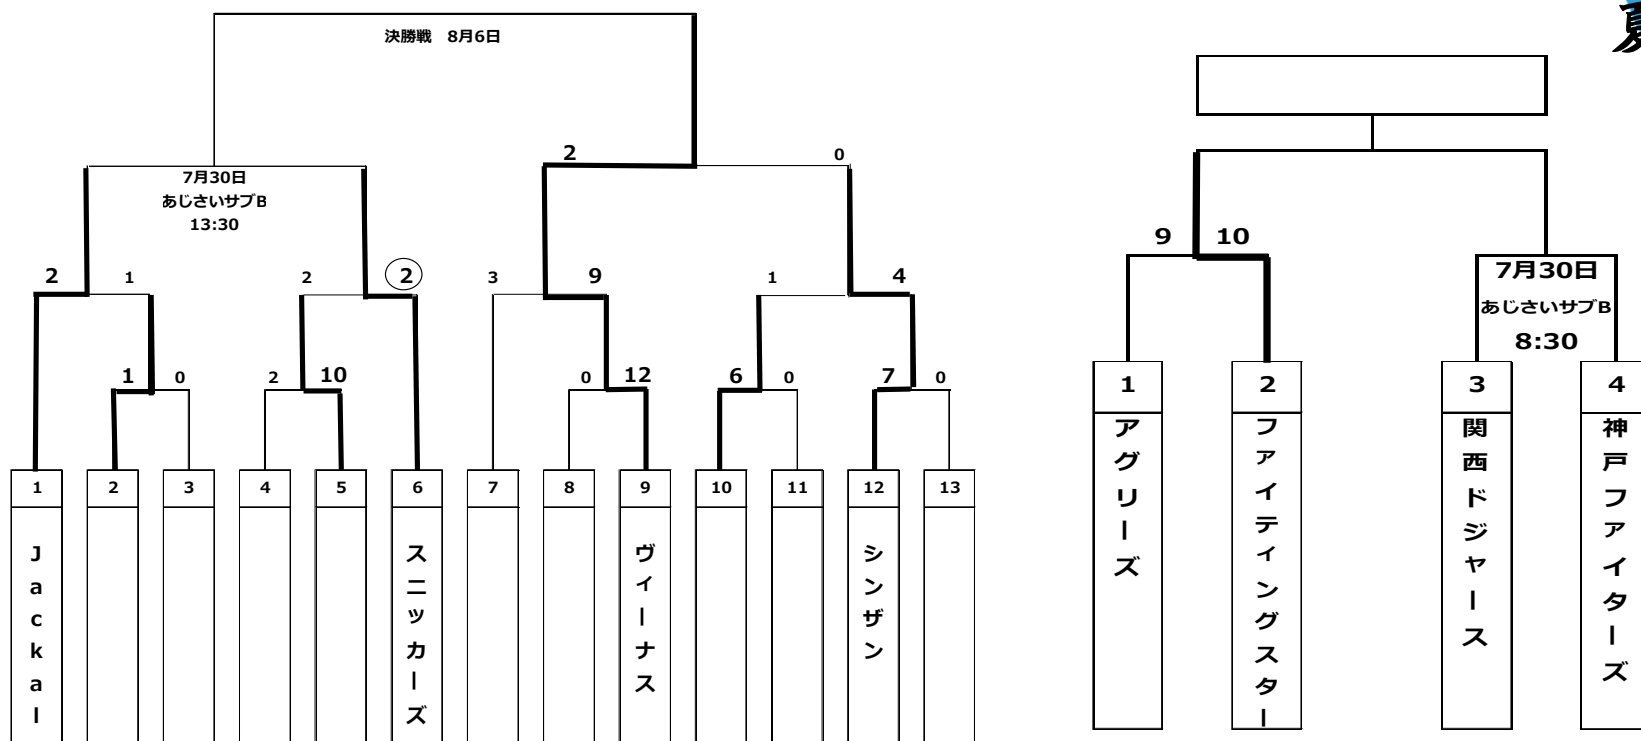 夏
決勝戦 8月6日
2 0
7月30日
あじさいサブB
13:30
2 1 2 2 3 9 1 4
1 0 2 10 0 12 6 0 7 0
1 2 3 4 5 6 7 8 9 10 11 12 13
Jackal
スニッカーズ
ヴィーナス
シンザン
9 10
7月30日
あじさいサブB
8:30
1 2 3 4
アグリーズ
ファイティングスター
関西ドジャース
神戸ファイターズ